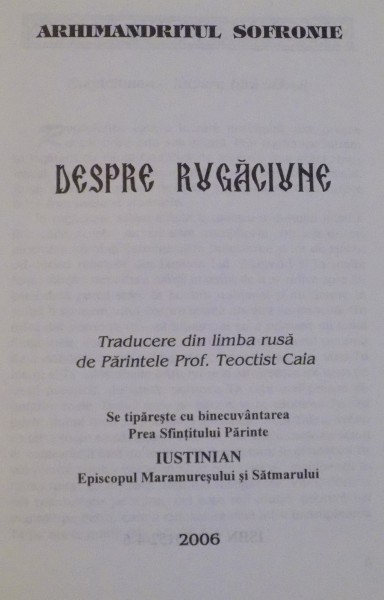 ARHIMANDRITUL SOFRONIE
DESPRE RUGĂCIUNE
Traducere din limba rusă
de Părintele Prof. Teoctist Caia
Se tipărește cu binecuvântarea
Prea Sfințitului Părinte
IUSTINIAN
Episcopul Maramureșului și Sătmarului
2006